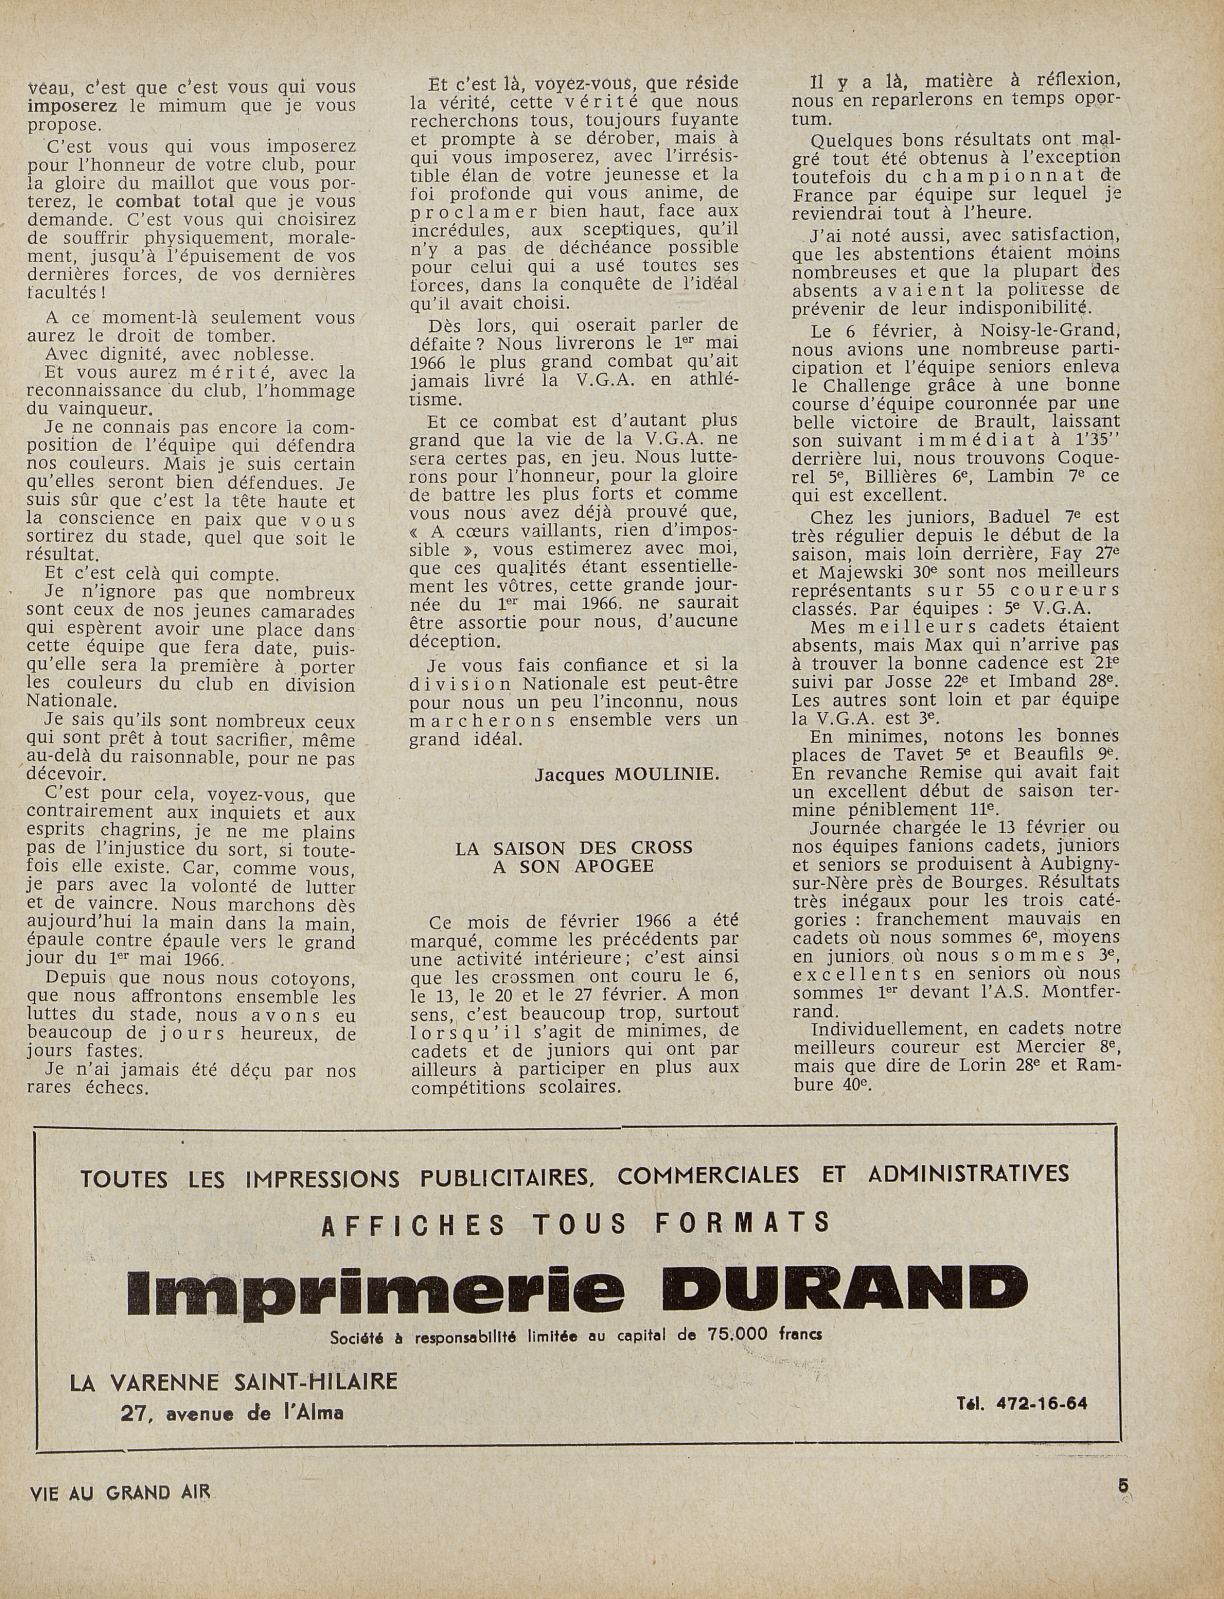 veau, c'est que c'est vous qui vous
imposerez le mimum que je vous
propose.
C'est vous qui vous imposerez
pour l'honneur de votre club, pour
la gloire du maillot que vous por-
terez, le combat total que je vous
demande. C'est vous qui choisirez
de souffrir physiquement, morale-
ment, jusqu'à l'épuisement de vos
dernières forces, de vos dernières
facultés !
A ce moment-là seulement vous
aurez le droit de tomber.
Avec dignité, avec noblesse.
Et vous aurez mérité, avec la
reconnaissance du club, l'hommage
du vainqueur.
Je ne connais pas encore la com-
position de l'équipe qui défendra
nos couleurs. Mais je suis certain
qu'elles seront bien défendues. Je
suis sûr que c'est la tête haute et
la conscience en paix que vous
sortirez du stade, quel que soit le
résultat.
Et c'est celà qui compte.
Je n'ignore pas que nombreux
sont ceux de nos jeunes camarades
qui espèrent avoir une place dans
cette équipe que fera date, puis-
qu'elle sera la première à porter
les couleurs du club en division
Nationale.
Je sais qu'ils sont nombreux ceux
qui sont prêt à tout sacrifier, même
au-delà du raisonnable, pour ne pas
décevoir.
C'est pour cela, voyez-vous, que
contrairement aux inquiets et aux
esprits chagrins, je ne me plains
pas de l'injustice du sort, si toute-
fois elle existe. Car, comme vous,
je pars avec la volonté de lutter
et de vaincre. Nous marchons dès
aujourd'hui la main dans la main,
épaule contre épaule vers le grand
jour du 1er mai 1966.
Depuis que nous nous cotoyons,
que nous affrontons ensemble les
luttes du stade, nous avons eu
beaucoup de jours heureux, de
jours fastes.
Je n'ai jamais été déçu par nos
rares échecs.
Et c'est là, voyez-vous, que réside
la vérité, cette vérité que nous
recherchons tous, toujours fuyante
et prompte à se dérober, mais à
qui vous imposerez, avec l'irrésis-
tible élan de votre jeunesse et la
foi profonde qui vous anime, de
proclamer bien haut, face aux
incrédules, aux sceptiques, qu'il
n'y a pas de déchéance possible
pour celui qui a usé toutes ses
forces, dans la conquête de l'idéal
qu'il avait choisi.
Dès lors, qui oserait parler de
défaite ? Nous livrerons le 1er mai
1966 le plus grand combat qu'ait
jamais livré la V.G.A. en athlé-
tisme.
Et ce combat est d'autant plus
grand que la vie de la V.G.A. ne
sera certes pas, en jeu. Nous lutte-
rons pour l'honneur, pour la gloire
de battre les plus forts et comme
vous nous avez déjà prouvé que,
« A cœurs vaillants, rien d'impos-
sible », vous estimerez avec moi,
que ces qualités étant essentielle-
ment les vôtres, cette grande jour-
née du 1er mai 1966. ne saurait
être assortie pour nous, d'aucune
déception.
Je vous fais confiance et si la
division Nationale est peut-être
pour nous un peu l'inconnu, nous
marcherons ensemble vers un
grand idéal.
Jacques MOULINIE.
LA SAISON DES CROSS
A SON APOGEE
Ce mois de février 1966 a été
marqué, comme les précédents par
une activité intérieure ; c'est ainsi
que les crossmen ont couru le 6,
le 13, le 20 et le 27 février. A mon
sens, c'est beaucoup trop, surtout
lorsqu'il s'agit de minimes, de
cadets et de juniors qui ont par
ailleurs à participer en plus aux
compétitions scolaires.
Il y a là, matière à réflexion,
nous en reparlerons en temps opor-
tum.
Quelques bons résultats ont mal-
gré tout été obtenus à l'exception
toutefois du championnat de
France par équipe sur lequel je
reviendrai tout à l'heure.
J'ai noté aussi, avec satisfaction,
que les abstentions étaient moins
nombreuses et que la plupart des
absents avaient la politesse de
prévenir de leur indisponibilité.
Le 6 février, à Noisy-le-Grand,
nous avions une nombreuse parti-
cipation et l'équipe seniors enleva
le Challenge grâce à une bonne
course d'équipe couronnée par une
belle victoire de Brault, laissant
son suivant immédiat à 1'35''
derrière lui, nous trouvons Coque-
rel 5e, Billières 6e, Lambin 7e ce
qui est excellent.
Chez les juniors, Baduel 7e est
très régulier depuis le début de la
saison, mais loin derrière, Fay 27e
et Majewski 30e sont nos meilleurs
représentants sur 55 coureurs
classés. Par équipes : 5e V.G.A.
Mes meilleurs cadets étaient
absents, mais Max qui n'arrive pas
à trouver la bonne cadence est 21e
suivi par Josse 22e et Imband 28e.
Les autres sont loin et par équipe
la V.G.A. est 3e.
En minimes, notons les bonnes
places de Tavet 5e et Beaufils 9e.
En revanche Remise qui avait fait
un excellent début de saison ter-
mine péniblement 11e.
Journée chargée le 13 février ou
nos équipes fanions cadets, juniors
et seniors se produisent à Aubigny-
sur-Nère près de Bourges. Résultats
très inégaux pour les trois caté-
gories : franchement mauvais en
cadets où nous sommes 6e, moyens
en juniors où nous sommes 3e,
excellents en seniors où nous
sommes 1er devant l'A.S. Montfer-
rand.
Individuellement, en cadets notre
meilleurs coureur est Mercier 8e,
mais que dire de Lorin 28e et Ram-
bure 40e.
TOUTES LES IMPRESSIONS PUBLICITAIRES, COMMERCIALES ET ADMINISTRATIVES
AFFICHES TOUS FORMATS
Imprimerie DURAND
Société à responsabilité limitée au capital de 75.000 francs
LA VARENNE SAINT-HILAIRE
27, avenue de l'Alma
Tél. 472-16-64
VIE AU GRAND AIR
5